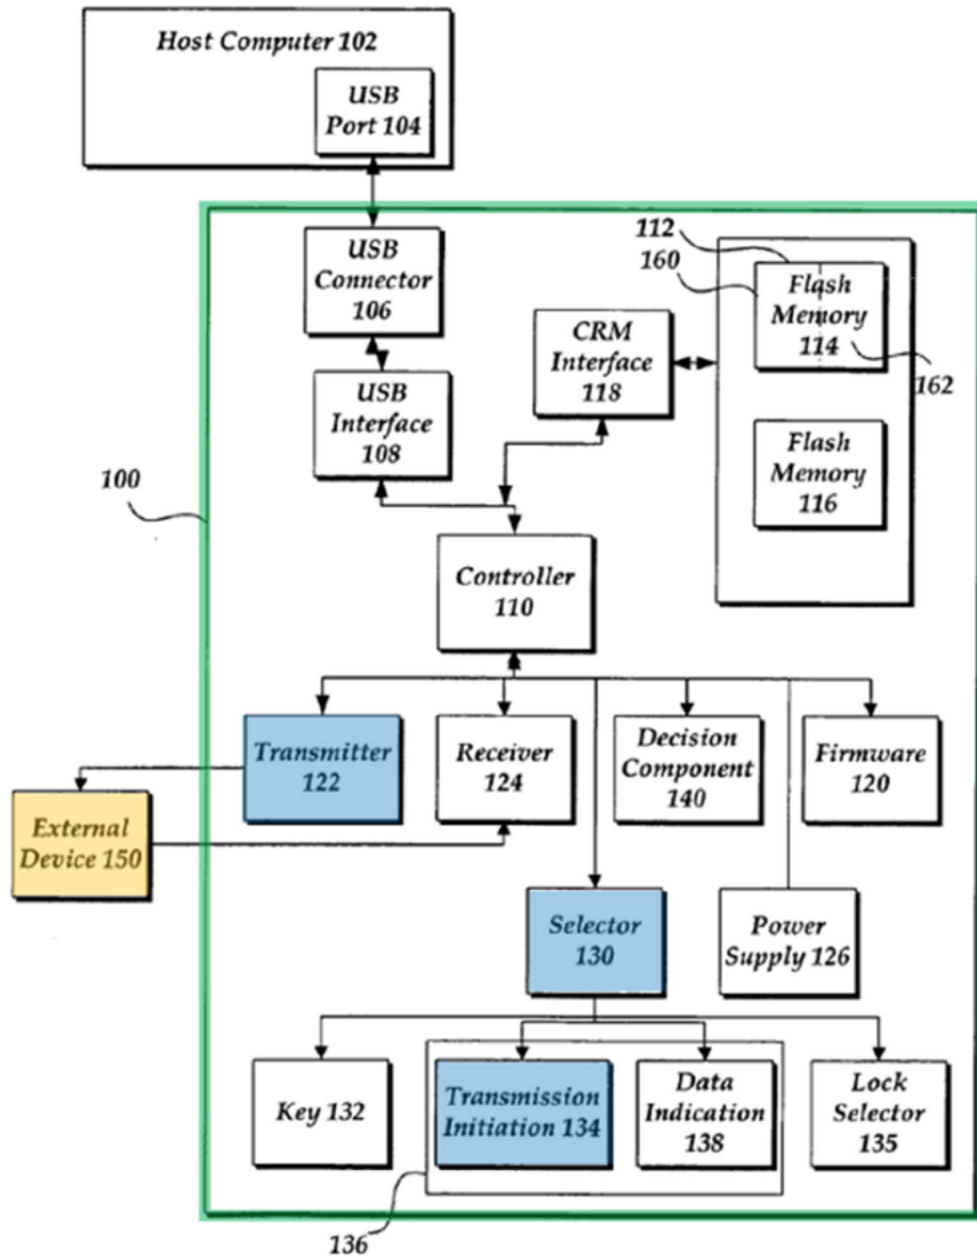 Host Computer 102
USB
Port 104
USB
Connector
106
112
160
Flash
Memory
114
162
CRM
Interface
118
USB
Interface
108
Flash
Memory
116
100
Controller
110
Transmitter
122
Receiver
124
Decision
Component
140
Firmware
120
External
Device 150
Selector
130
Power
Supply 126
Key 132
Transmission
Initiation 134
Data
Indication
138
Lock
Selector
135
136